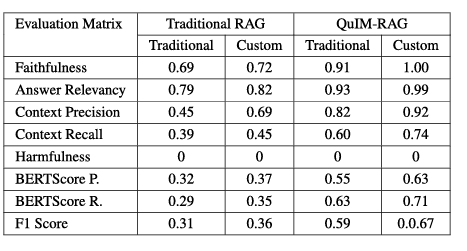 Evaluation Matrix Traditional RAG QuIM-RAG
Traditional Custom Traditional Custom
Faithfulness 0.69 0.72 0.91 1.00
Answer Relevancy 0.79 0.82 0.93 0.99
Context Precision 0.45 0.69 0.82 0.92
Context Recall 0.39 0.45 0.60 0.74
Harmfulness 0 0 0 0
BERTScore P. 0.32 0.37 0.55 0.63
BERTScore R. 0.29 0.35 0.63 0.71
F1 Score 0.31 0.36 0.59 0.0.67